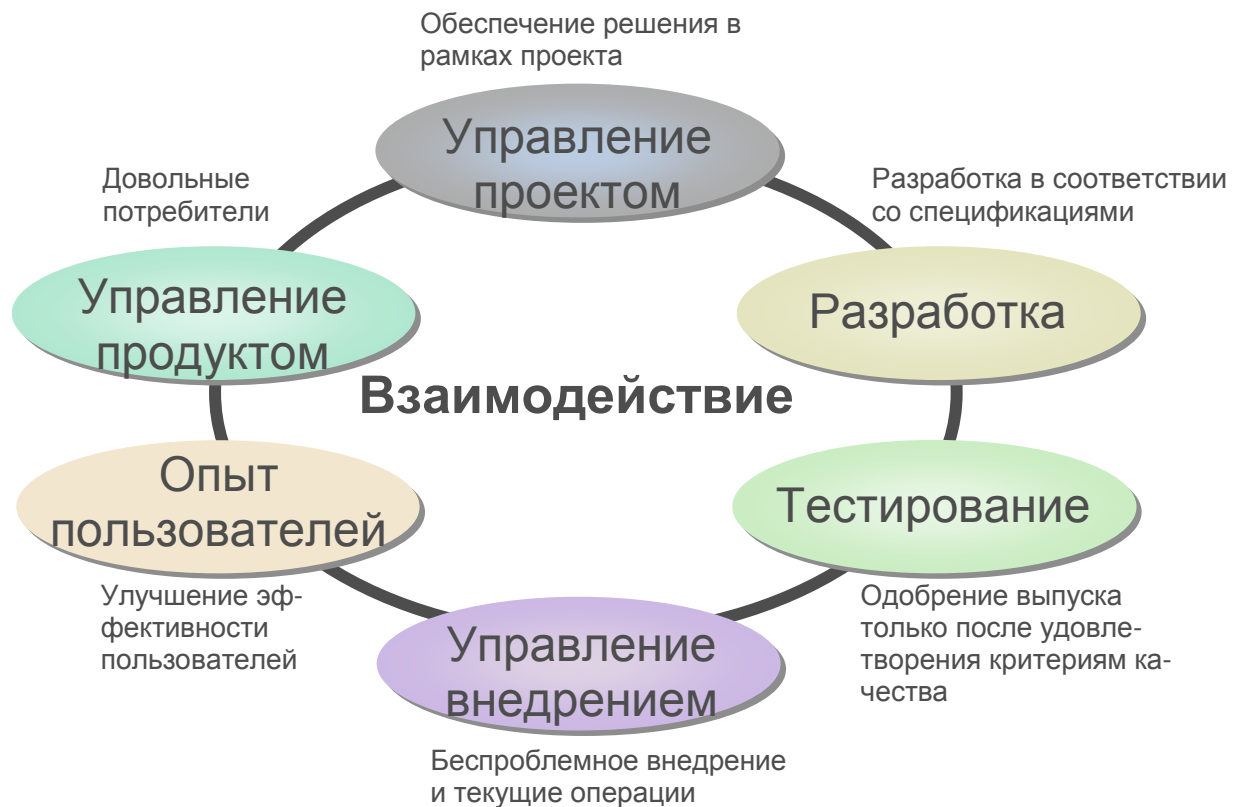 Обеспечение решения в
рамках проекта
Управление
проектом
Довольные
потребители
Разработка в соответствии
со спецификациями
Управление
продуктом
Разработка
Взаимодействие
Опыт
пользователей
Тестирование
Улучшение эф-
фективности
пользователей
Управление
внедрением
Одобрение выпуска
только после удовле-
творения критериям ка-
чества
Беспроблемное внедрение
и текущие операции